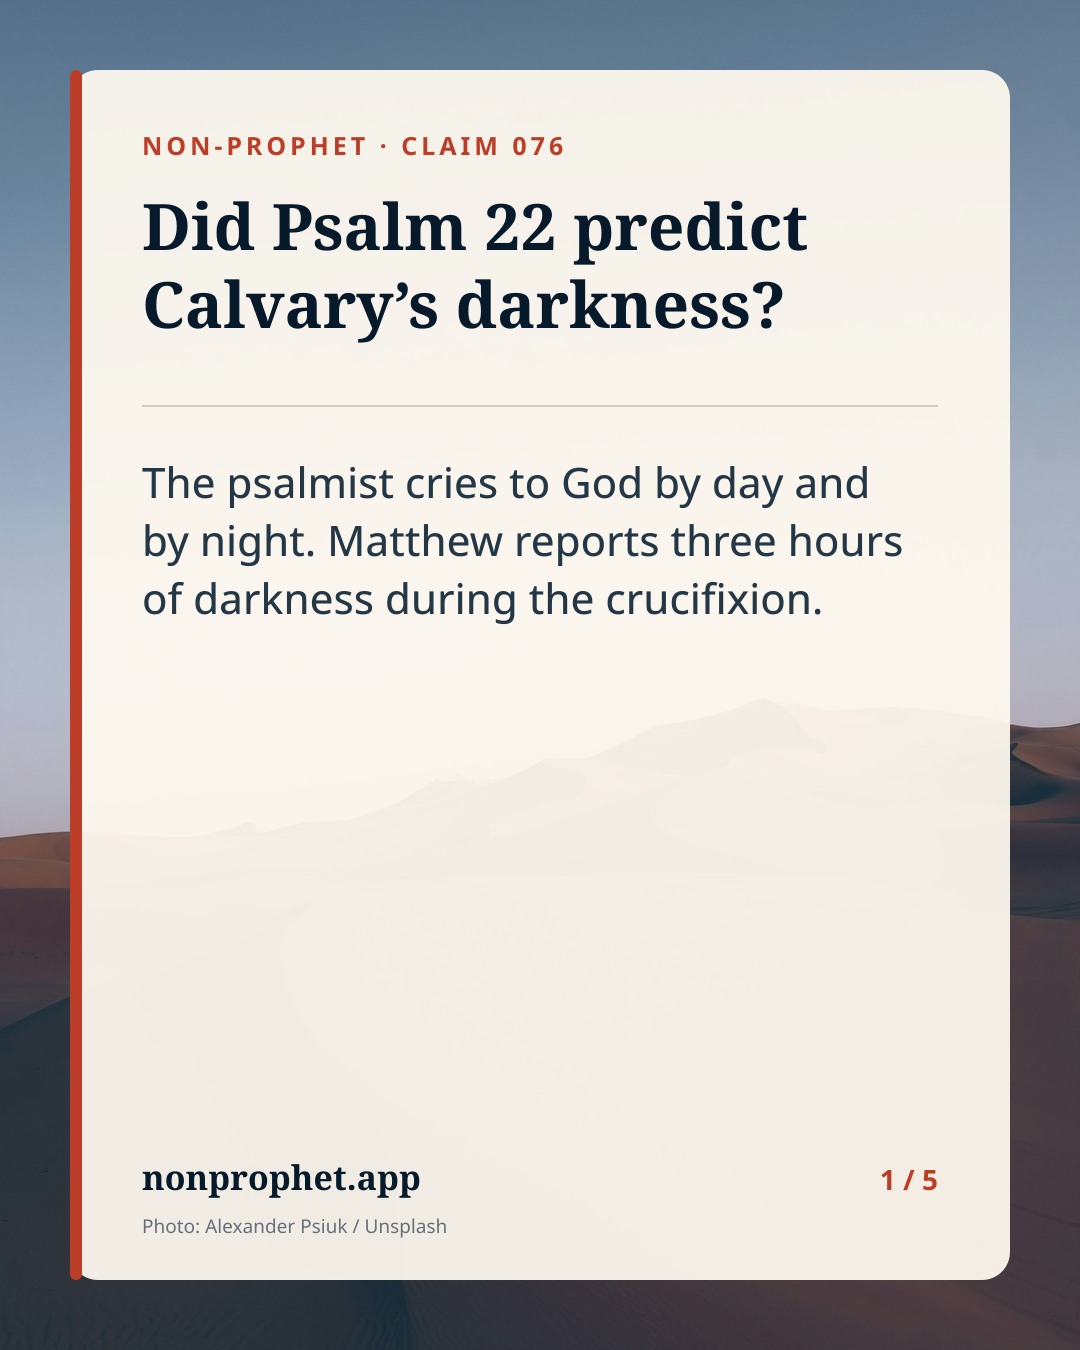 NON-PROPHET · CLAIM 076
Did Psalm 22 predict
Calvary’s darkness?
The psalmist cries to God by day and
by night. Matthew reports three hours
of darkness during the crucifixion.
nonprophet.app
1 / 5
Photo: Alexander Psiuk / Unsplash